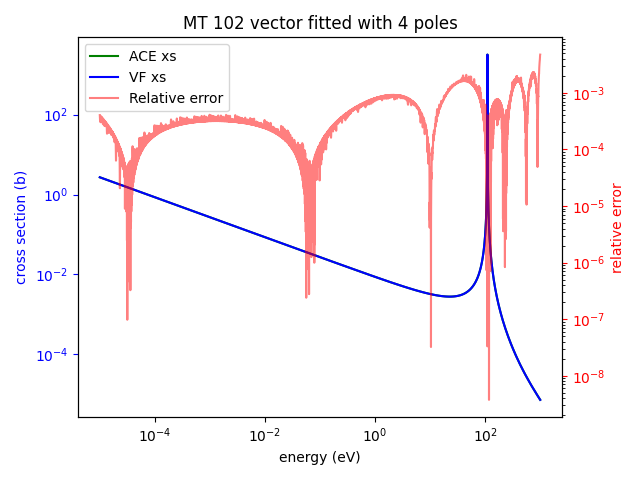 MT 102 vector fitted with 4 poles
ACE xs
VF xs
Relative error
cross section (b)
10^2
10^0
10^-2
10^-4
10^-3
10^-4
10^-5
10^-6
10^-7
10^-8
relative error
10^-4
10^-2
10^0
10^2
energy (eV)